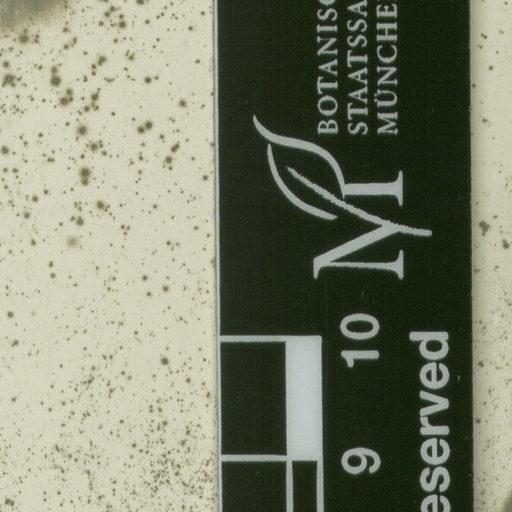 BOTANISC
STAATSSA
MÜNCHE
M
10
9
eserved